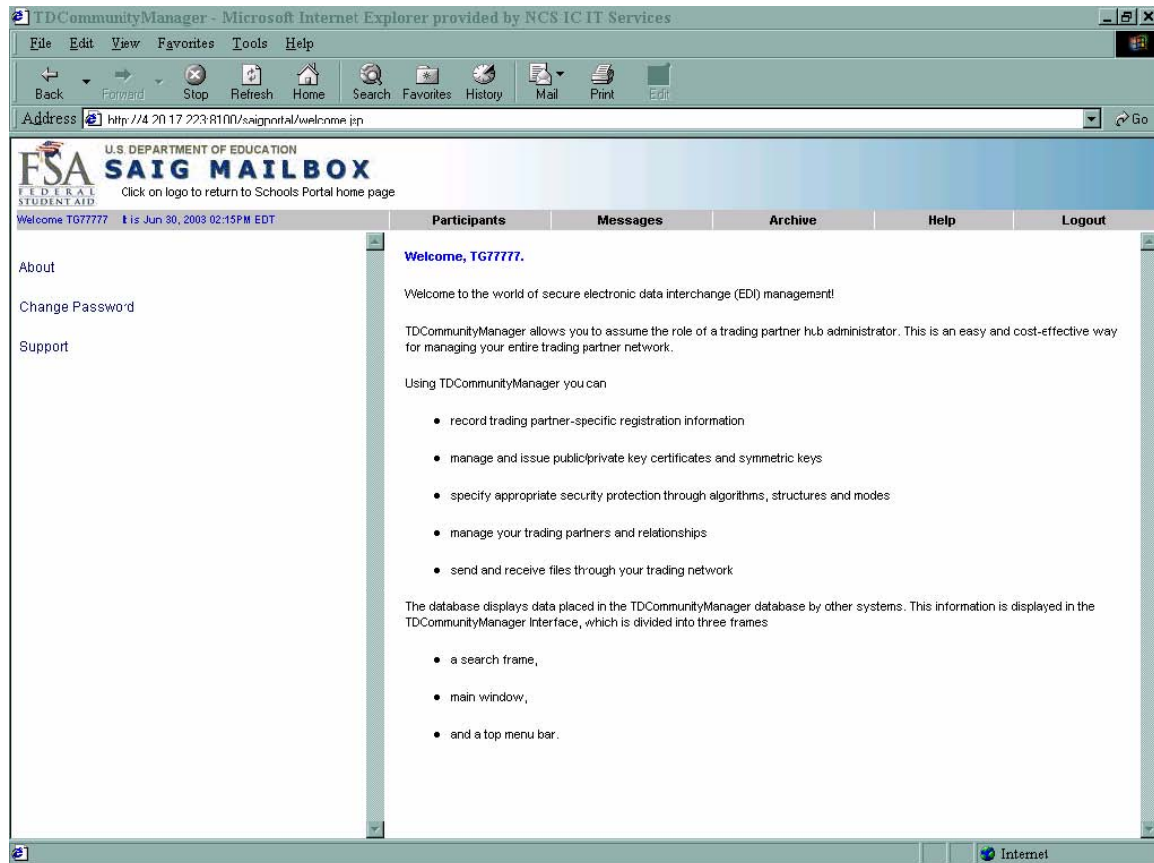 TDCommunityManager - Microsoft Internet Explorer provided by NCS IC IT Services
File Edit View Favorites Tools Help
Back Forward Stop Refresh Home Search Favorites History Mail Print Edit
Address http://4.20.17.223:8100/saigportal/welcome.jsp Go
FSA
FEDERAL
STUDENT AID
U.S. DEPARTMENT OF EDUCATION
SAIG MAILBOX
Click on logo to return to Schools Portal home page
Welcome TG77777 It is Jun 30, 2003 02:15PM EDT
Participants Messages Archive Help Logout
About
Change Password
Support
Welcome, TG77777.
Welcome to the world of secure electronic data interchange (EDI) management!
TDCommunityManager allows you to assume the role of a trading partner hub administrator. This is an easy and cost-effective way
for managing your entire trading partner network.
Using TDCommunityManager you can
• record trading partner-specific registration information
• manage and issue public/private key certificates and symmetric keys
• specify appropriate security protection through algorithms, structures and modes
• manage your trading partners and relationships
• send and receive files through your trading network
The database displays data placed in the TDCommunityManager database by other systems. This information is displayed in the
TDCommunityManager Interface, which is divided into three frames
• a search frame,
• main window,
• and a top menu bar.
Internet